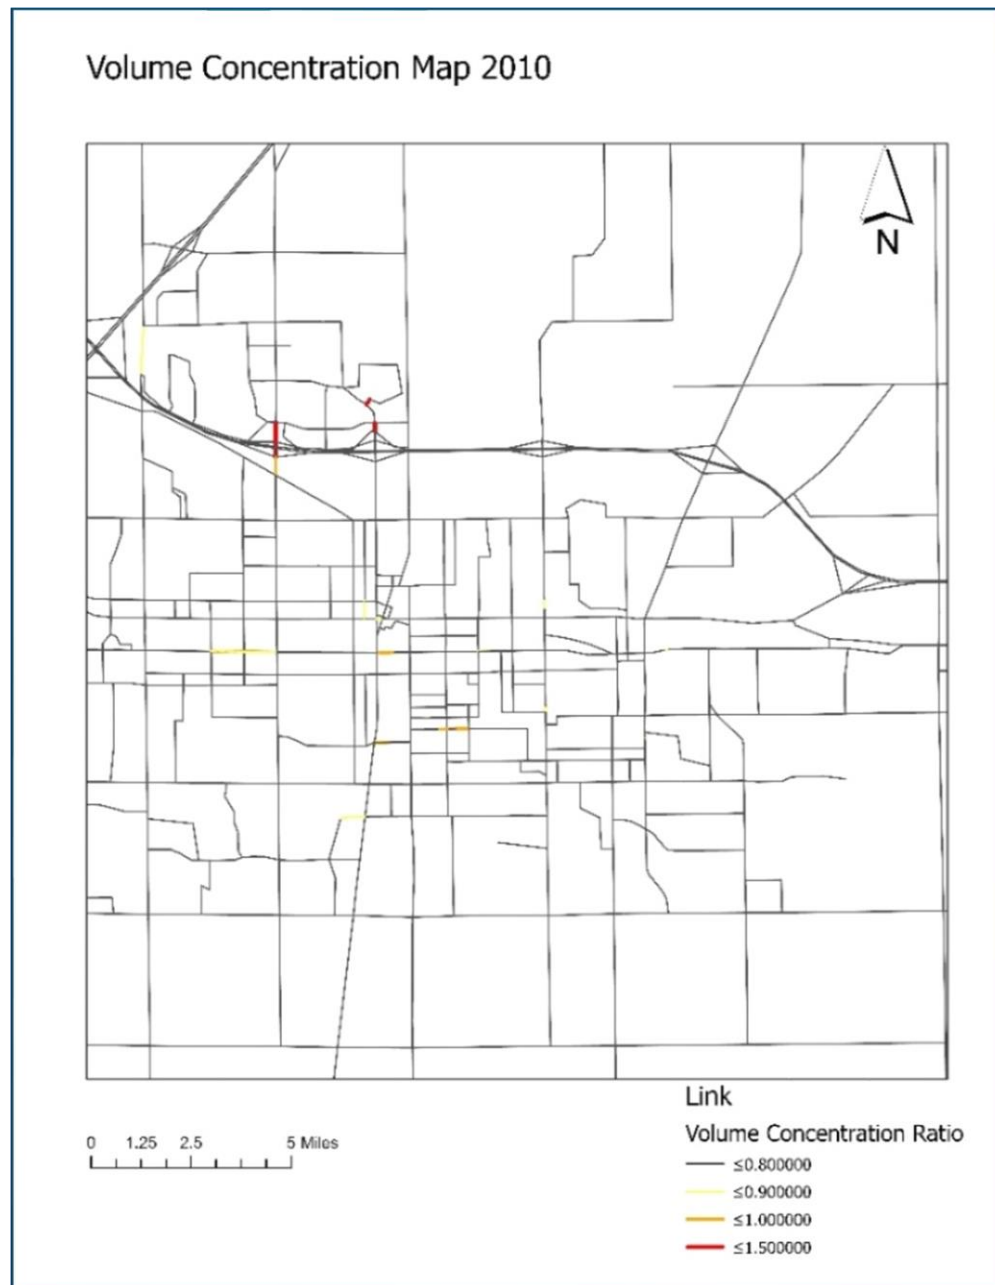 Volume Concentration Map 2010
N
Link
Volume Concentration Ratio
0 1.25 2.5 5 Miles
≤0.800000
≤0.900000
≤1.000000
≤1.500000